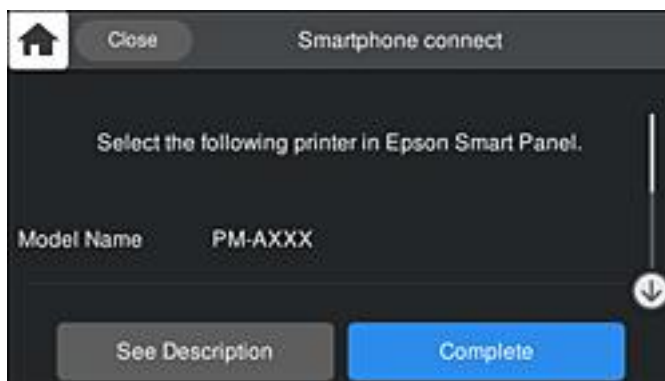 Close
Smartphone connect
Select the following printer in Epson Smart Panel.
Model Name PM-AXXX
See Description
Complete